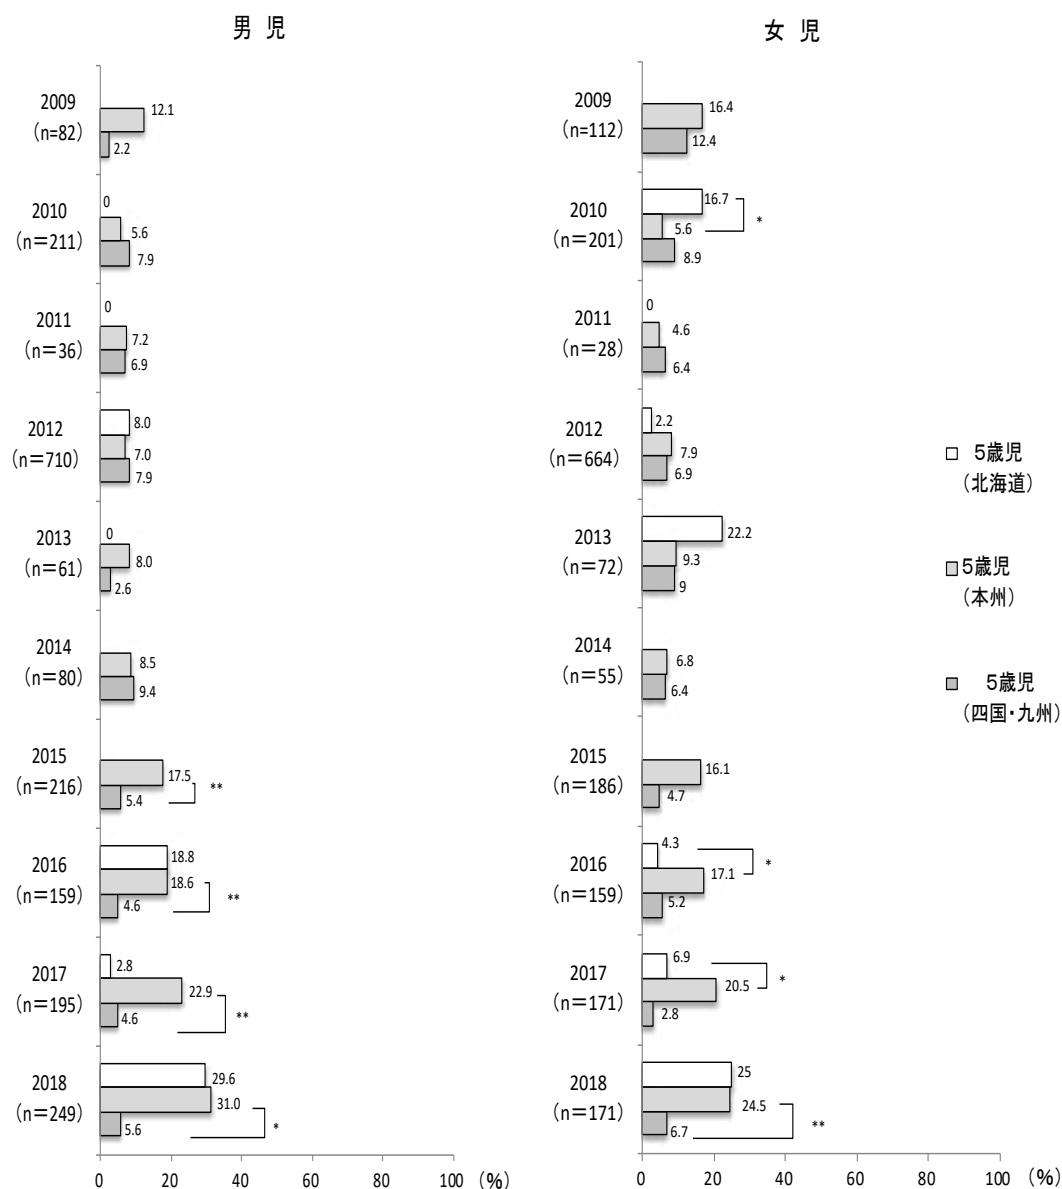 男 児
2009
(n=82)
12.1
2.2
2010
(n=211)
0
5.6
7.9
2011
(n=36)
0
7.2
6.9
2012
(n=710)
8.0
7.0
7.9
2013
(n=61)
0
8.0
2.6
2014
(n=80)
8.5
9.4
2015
(n=216)
17.5
5.4
**
2016
(n=159)
18.8
18.6
4.6
**
2017
(n=195)
2.8
22.9
4.6
**
2018
(n=249)
29.6
31.0
5.6
*
0 20 40 60 80 100 (%)
女 児
2009
(n=112)
16.4
12.4
2010
(n=201)
16.7
5.6
8.9
*
2011
(n=28)
0
4.6
6.4
2012
(n=664)
2.2
7.9
6.9
2013
(n=72)
22.2
9.3
9
2014
(n=55)
6.8
6.4
2015
(n=186)
16.1
4.7
2016
(n=159)
4.3
17.1
5.2
*
2017
(n=171)
6.9
20.5
2.8
*
2018
(n=171)
25
24.5
6.7
**
0 20 40 60 80 100 (%)
5歳児
(北海道)
5歳児
(本州)
5歳児
(四国・九州)